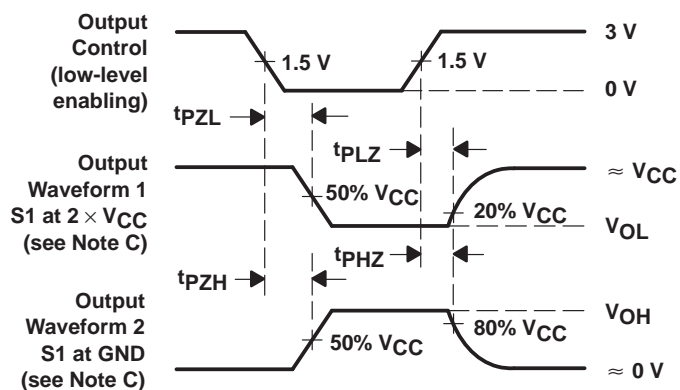 Output
Control
(low-level
enabling)
1.5 V
1.5 V
3 V
0 V
tPZL
tPLZ
Output
Waveform 1
S1 at 2 × VCC
(see Note C)
50% VCC
20% VCC
≈ VCC
VOL
tPZH
tPHZ
Output
Waveform 2
S1 at GND
(see Note C)
50% VCC
80% VCC
VOH
≈ 0 V